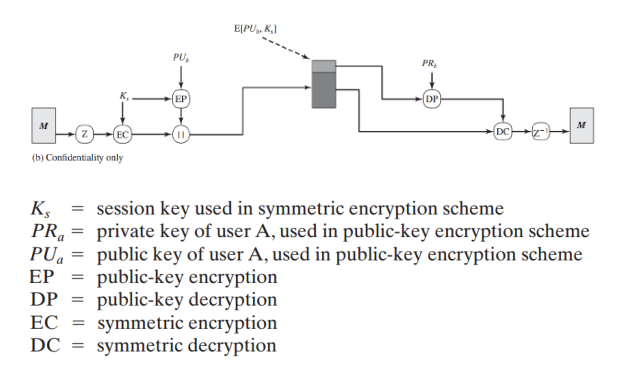 E[PU_b, K_s]
PU_b
PR_b
K_s
EP
DP
M
Z
EC
||
DC
Z⁻¹
M
(b) Confidentiality only
K_s = session key used in symmetric encryption scheme
PR_a = private key of user A, used in public-key encryption scheme
PU_a = public key of user A, used in public-key encryption scheme
EP = public-key encryption
DP = public-key decryption
EC = symmetric encryption
DC = symmetric decryption